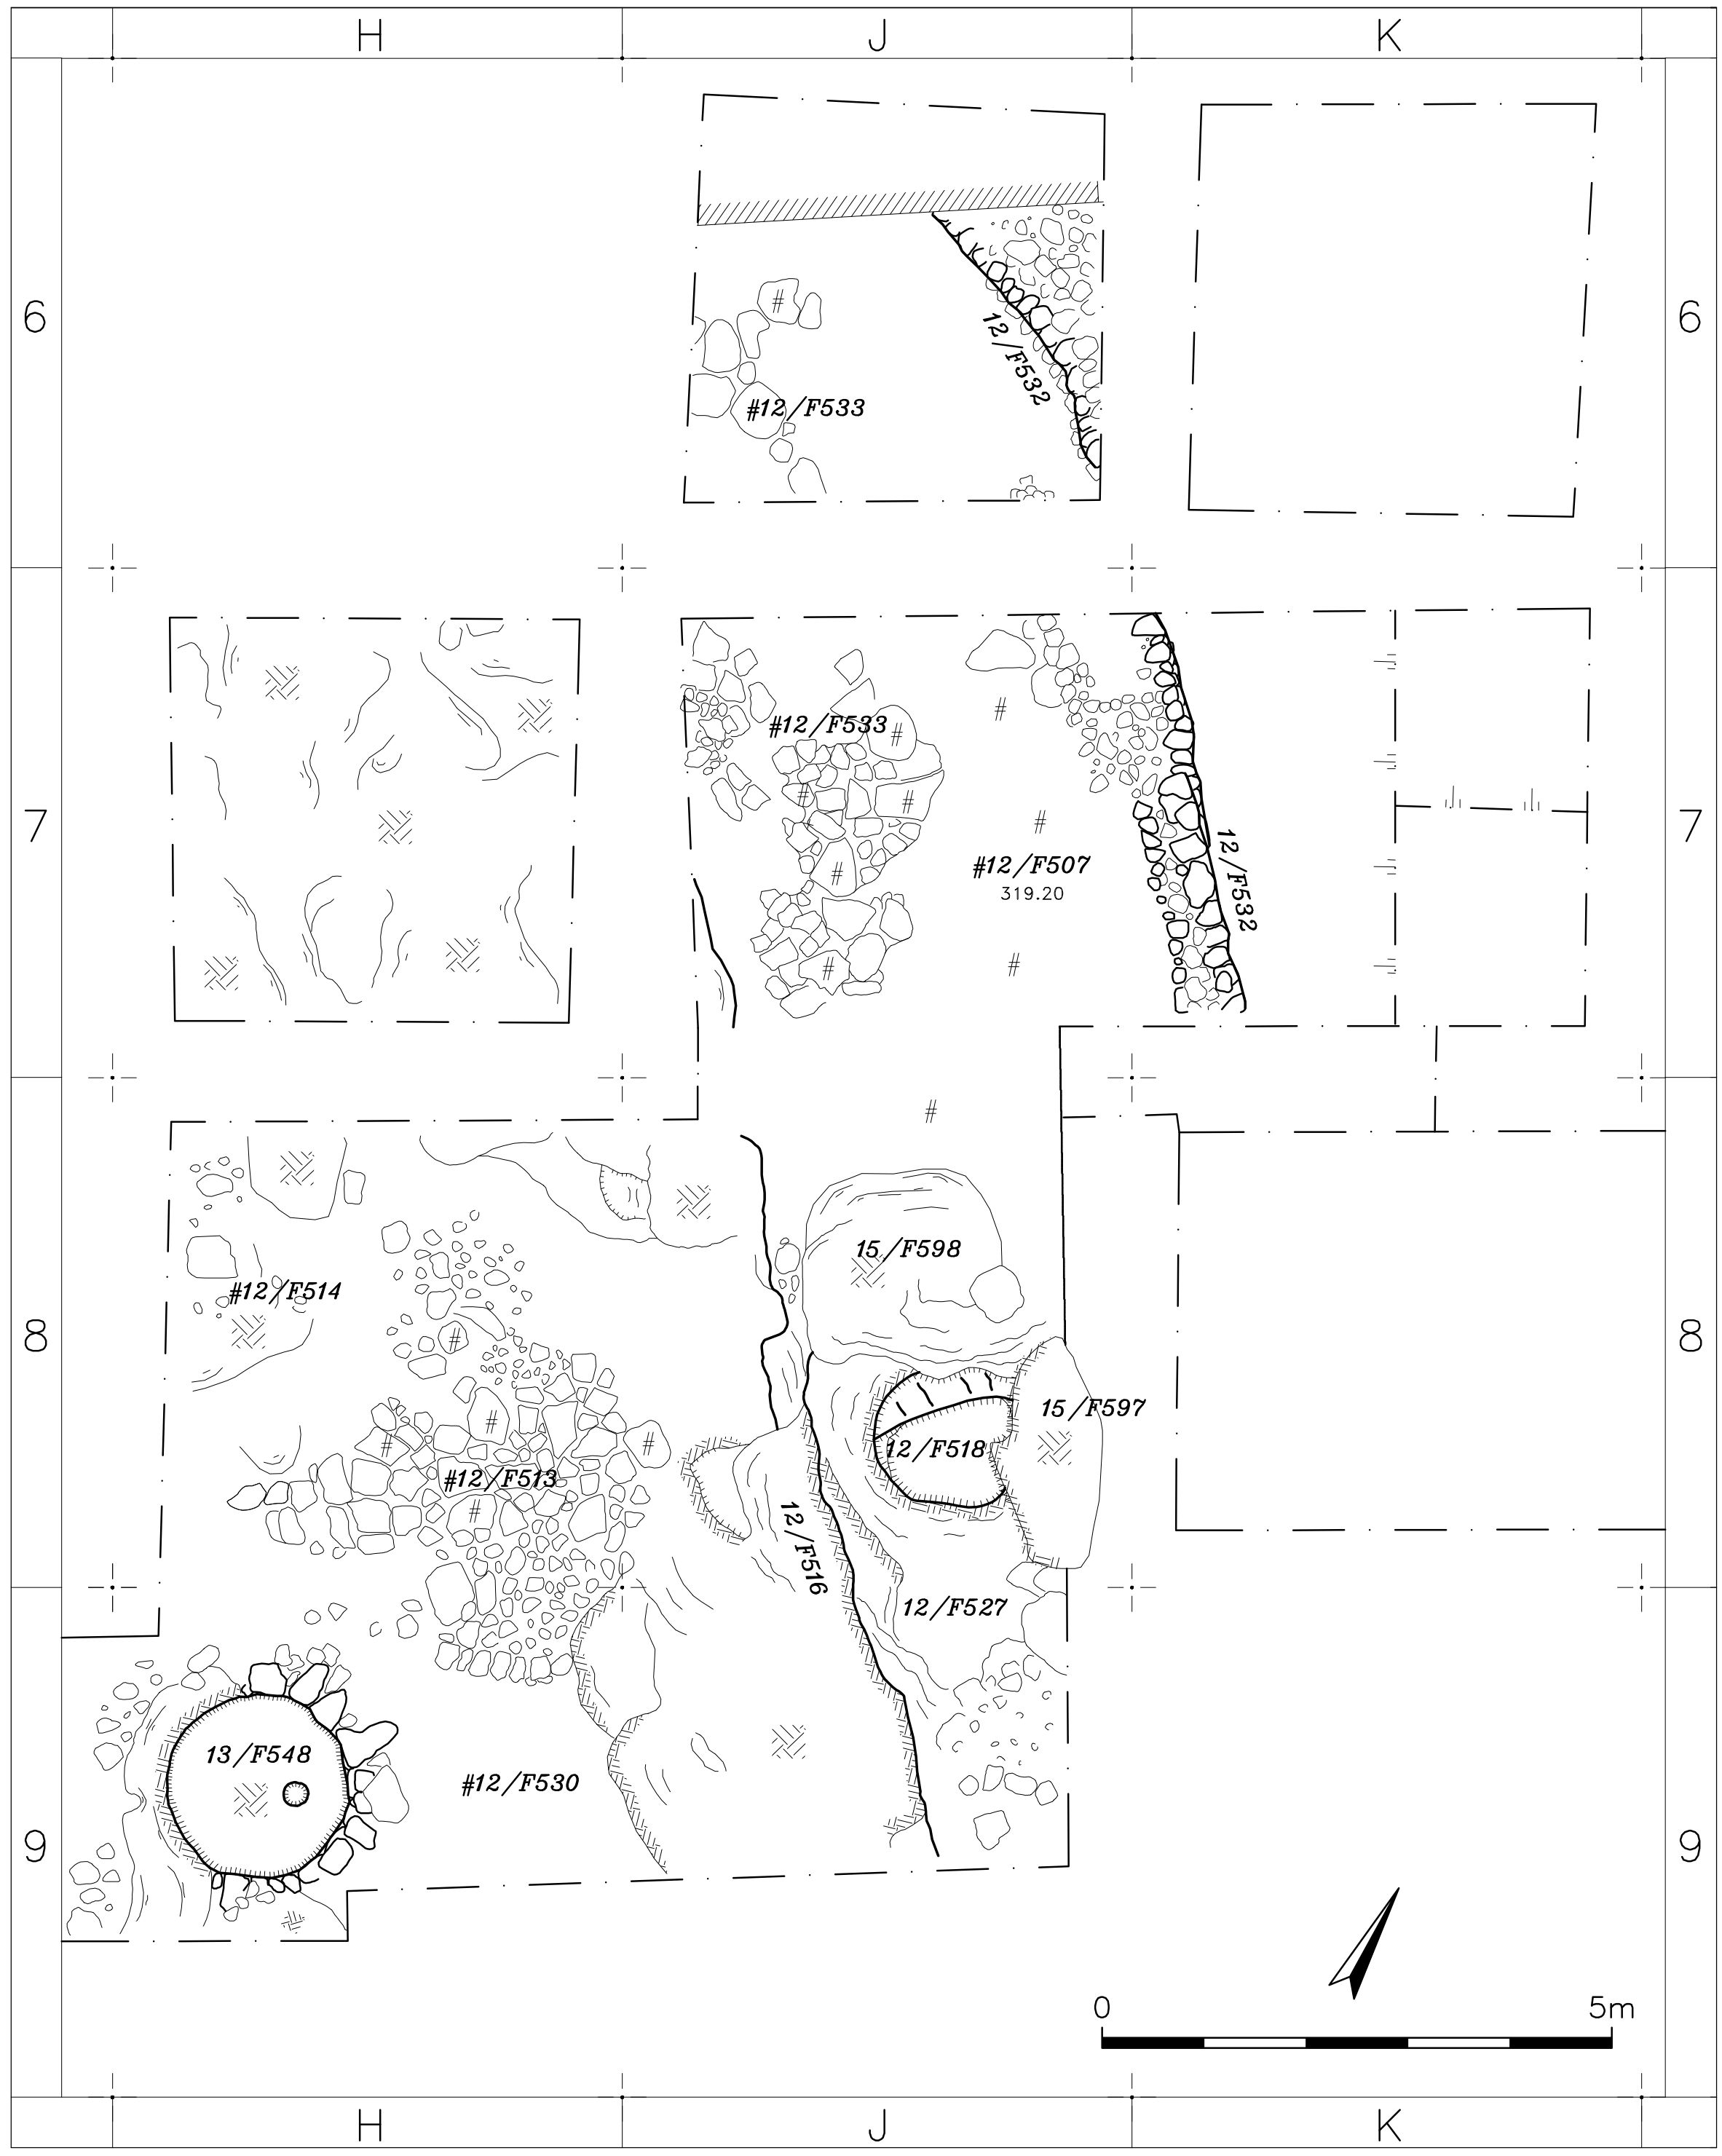 H J K
6 6
12/F532
#12/F533
7 7
#12/F533
#12/F507
319.20
12/F532
8 8
15/F598
#12/F514
15/F597
12/F518
#12/F513
12/F516
12/F527
9 9
13/F548
#12/F530
0 5m
H J K